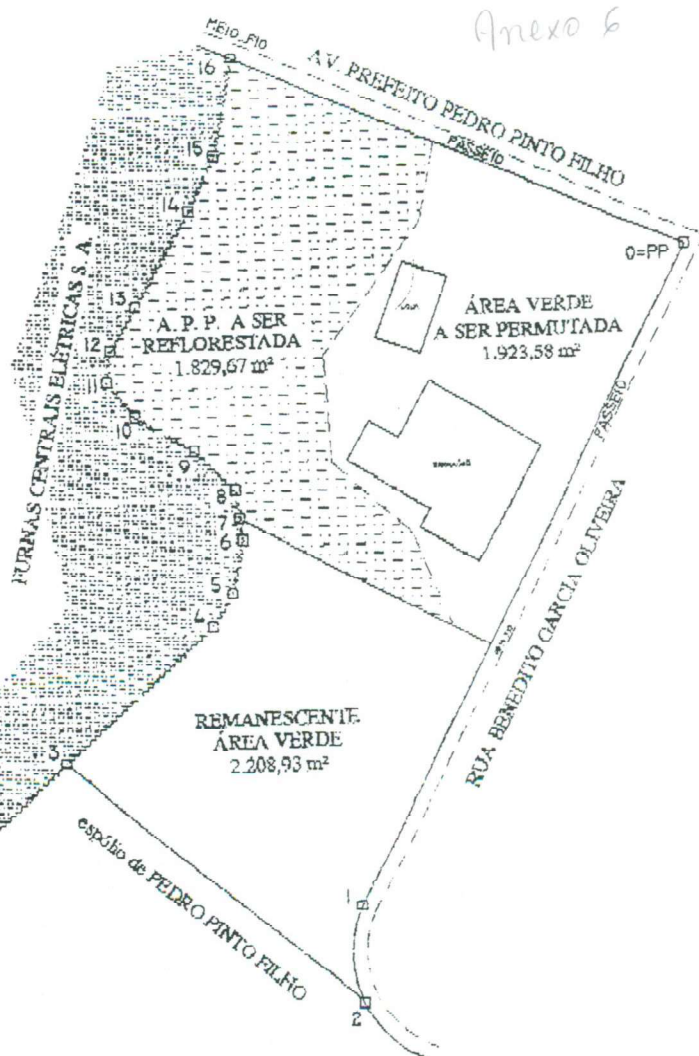 Anexo 6
MEIO_FIO
AV. PREFEITO PEDRO PINTO FILHO
PASSEIO
16
15
14
13
12
11
10
9
8
7
6
5
4
3
0=PP
FURNAS CENTRAIS ELÉTRICAS S. A.
A. P. P. A SER
REFLORESTADA
1.829,67 m²
ÁREA VERDE
A SER PERMUTADA
1.923,58 m²
PASSEIO
RUA BENEDITO GARCIA OLIVEIRA
REMANESCENTE
ÁREA VERDE
2.208,93 m²
espólio de PEDRO PINTO FILHO
1
2